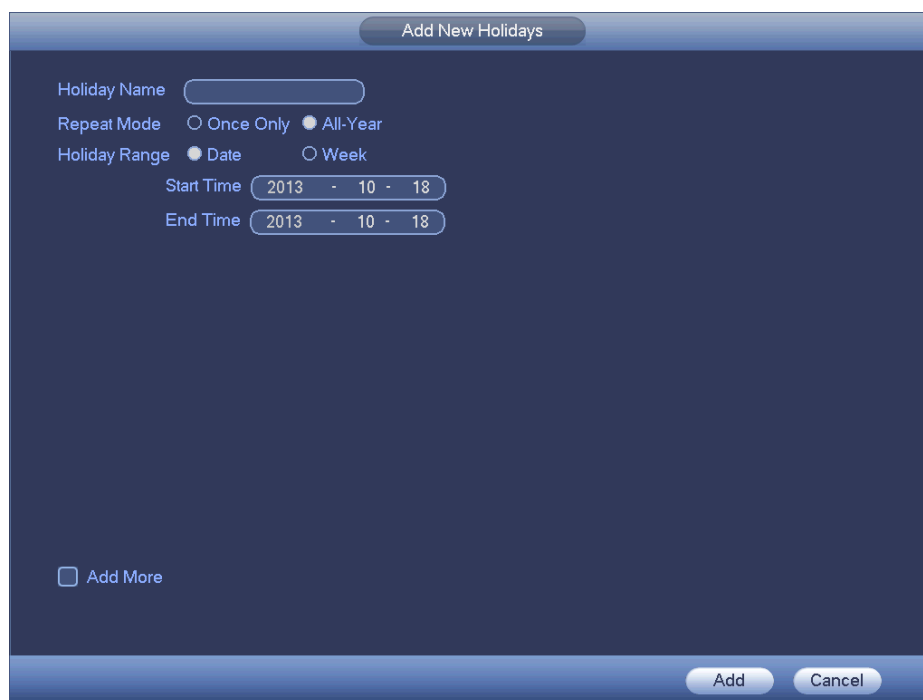 Add New Holidays
Holiday Name
Repeat Mode Once Only All-Year
Holiday Range Date Week
Start Time 2013 - 10 - 18
End Time 2013 - 10 - 18
Add More
Add Cancel